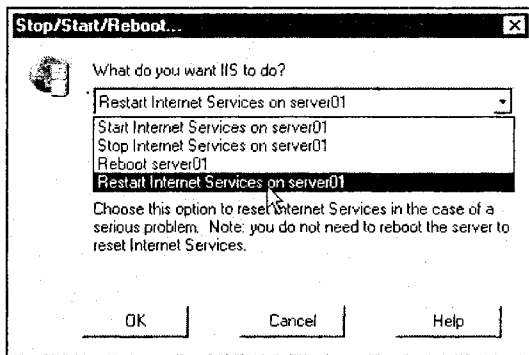 Stop/Start/Reboot...
What do you want IIS to do?
Restart Internet Services on server01
Start Internet Services on server01
Stop Internet Services on server01
Reboot server01
Restart Internet Services on server01
Choose this option to reset Internet Services in the case of a
serious problem. Note: you do not need to reboot the server to
reset Internet Services.
OK
Cancel
Help